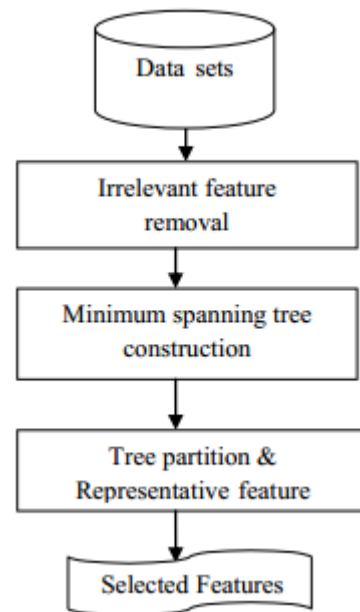 Data sets
Irrelevant feature
removal
Minimum spanning tree
construction
Tree partition &
Representative feature
Selected Features